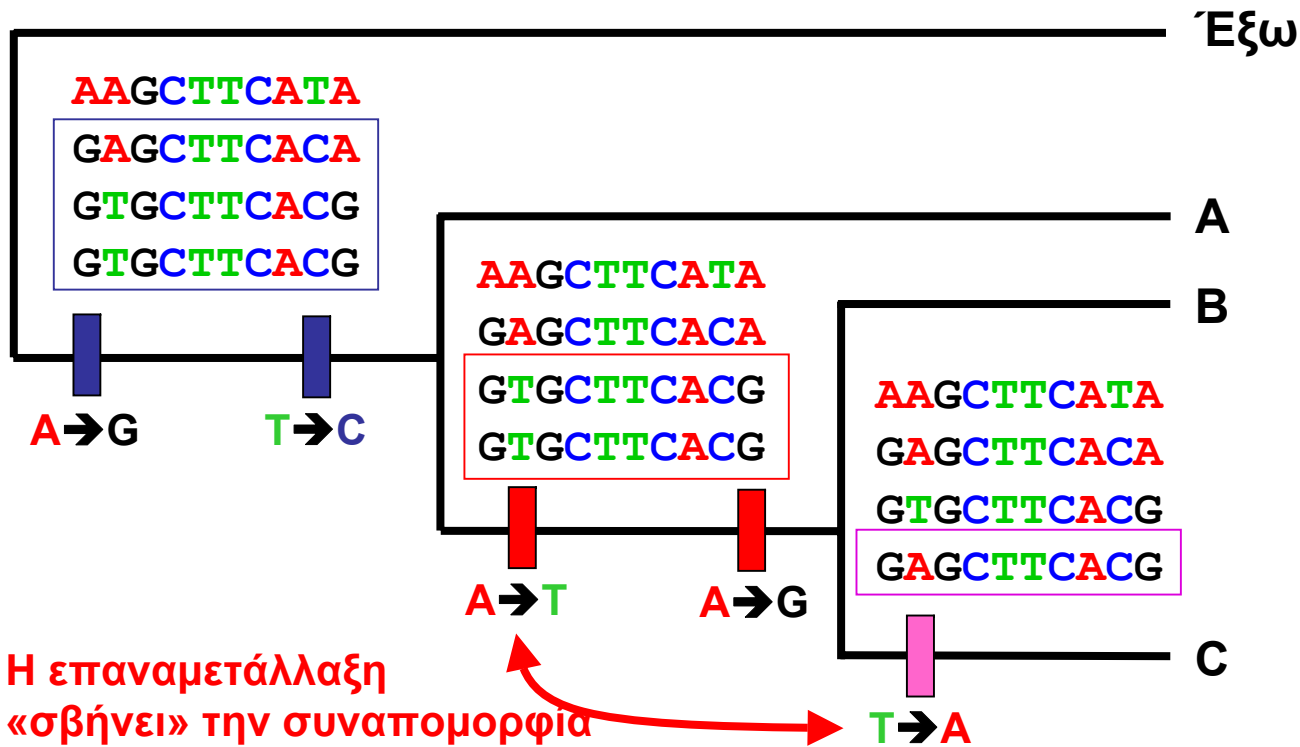 Έξω
AAGCTTCATA
GAGCTTCACA
GTGCTTCACG
GTGCTTCACG
A
AAGCTTCATA
GAGCTTCACA
GTGCTTCACG
GTGCTTCACG
B
AAGCTTCATA
GAGCTTCACA
GTGCTTCACG
GAGCTTCACG
A➔G
T➔C
A➔T
A➔G
C
T➔A
Η επαναμετάλλαξη
«σβήνει» την συναπομορφία